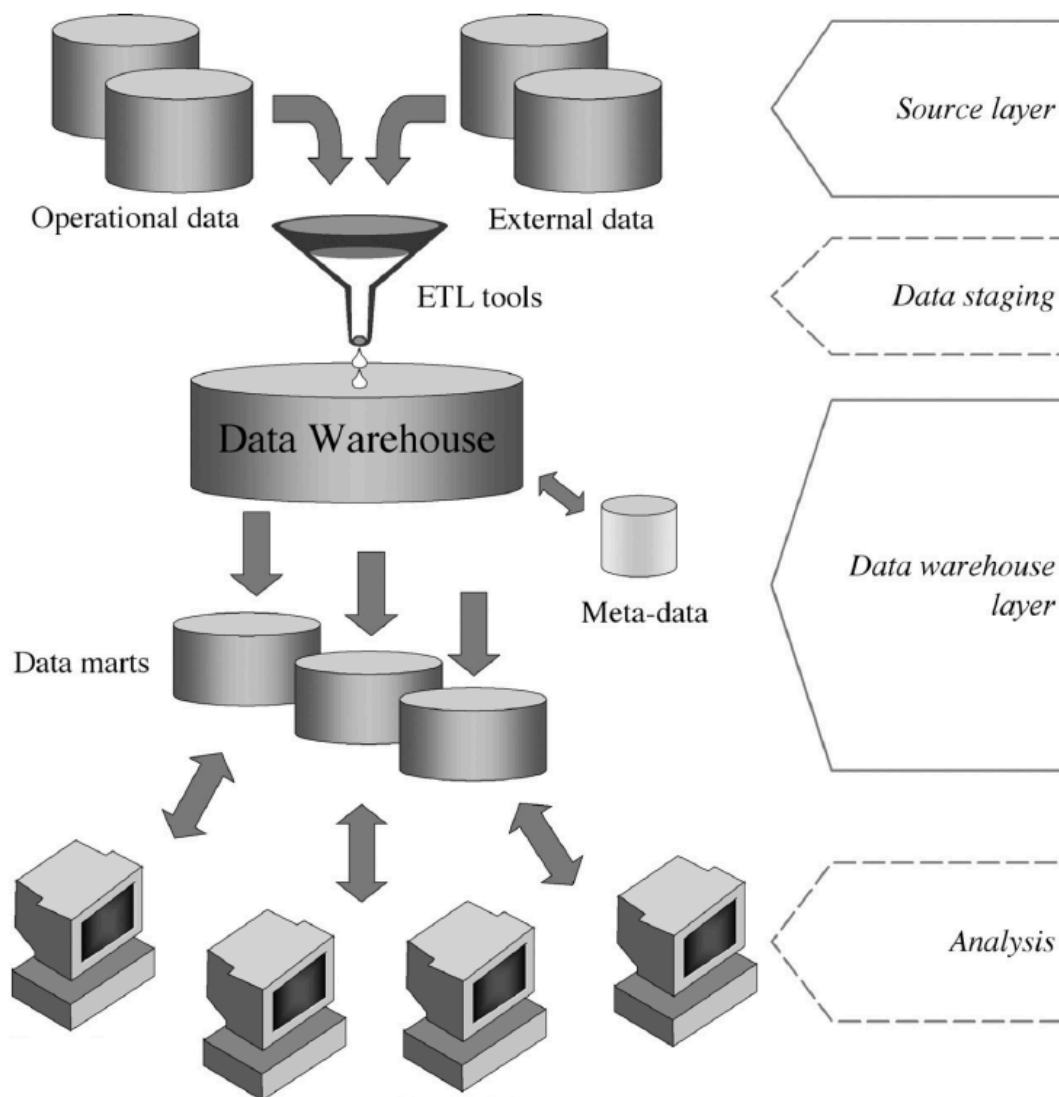 Source layer
Operational data
External data
ETL tools
Data staging
Data Warehouse
Data warehouse
layer
Meta-data
Data marts
Analysis